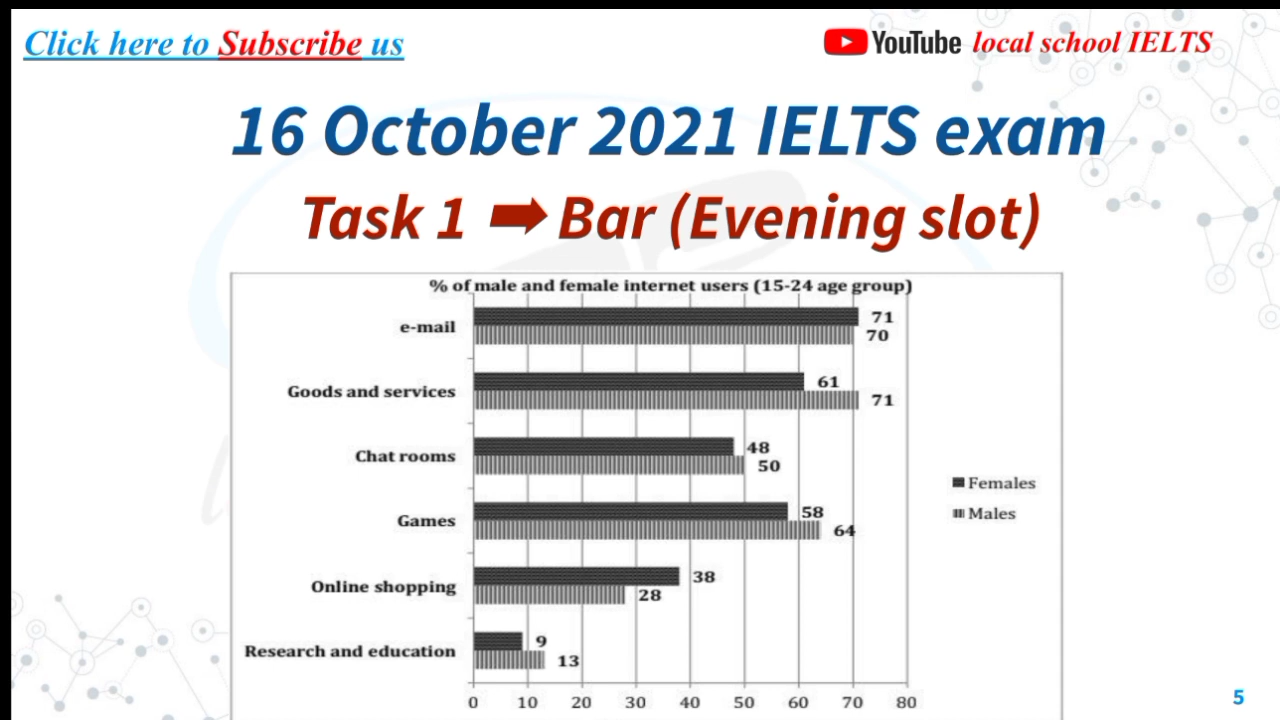 Click here to Subscribe us
YouTube local school IELTS
16 October 2021 IELTS exam
Task 1 ➡ Bar (Evening slot)
% of male and female internet users (15-24 age group)
e-mail 71
70
Goods and services 61
71
Chat rooms 48
50
Games 58
64
Online shopping 38
28
Research and education 9
13
Females
Males
0 10 20 30 40 50 60 70 80
5